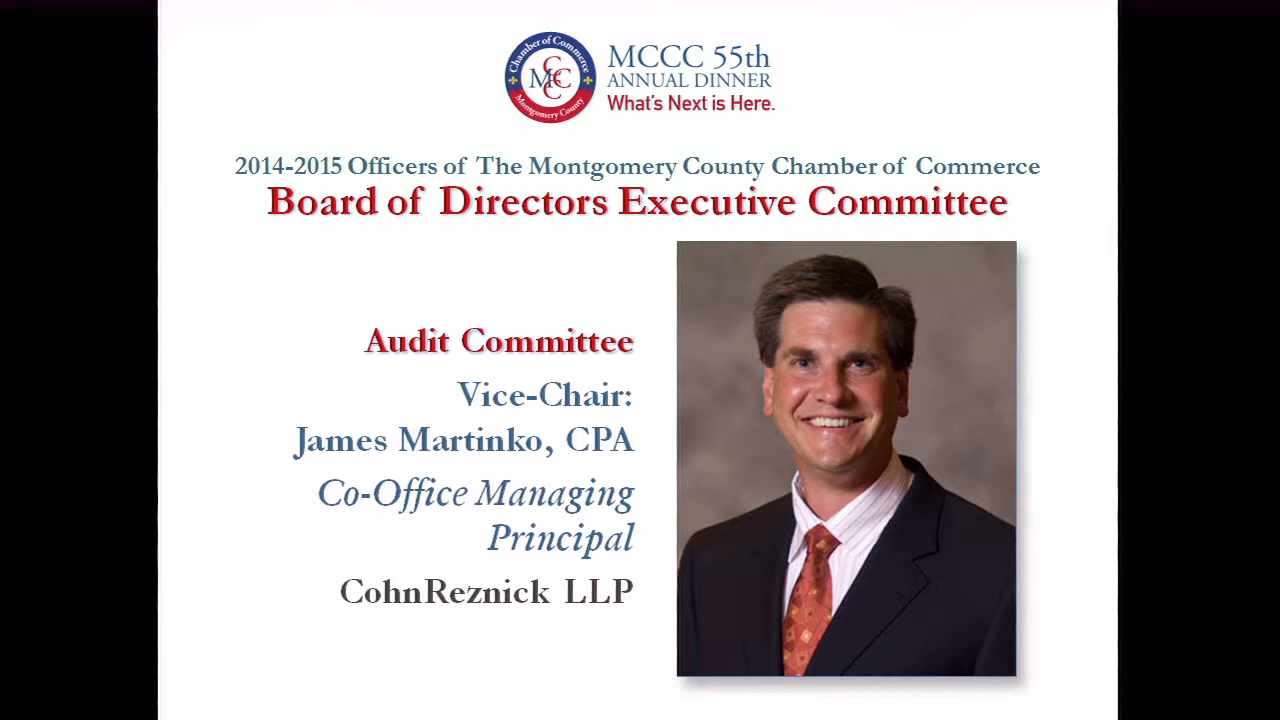 Chamber of Commerce
MCCC
Montgomery County
MCCC 55th
ANNUAL DINNER
What's Next is Here.
2014-2015 Officers of The Montgomery County Chamber of Commerce
Board of Directors Executive Committee
Audit Committee
Vice-Chair:
James Martinko, CPA
Co-Office Managing
Principal
CohnReznick LLP